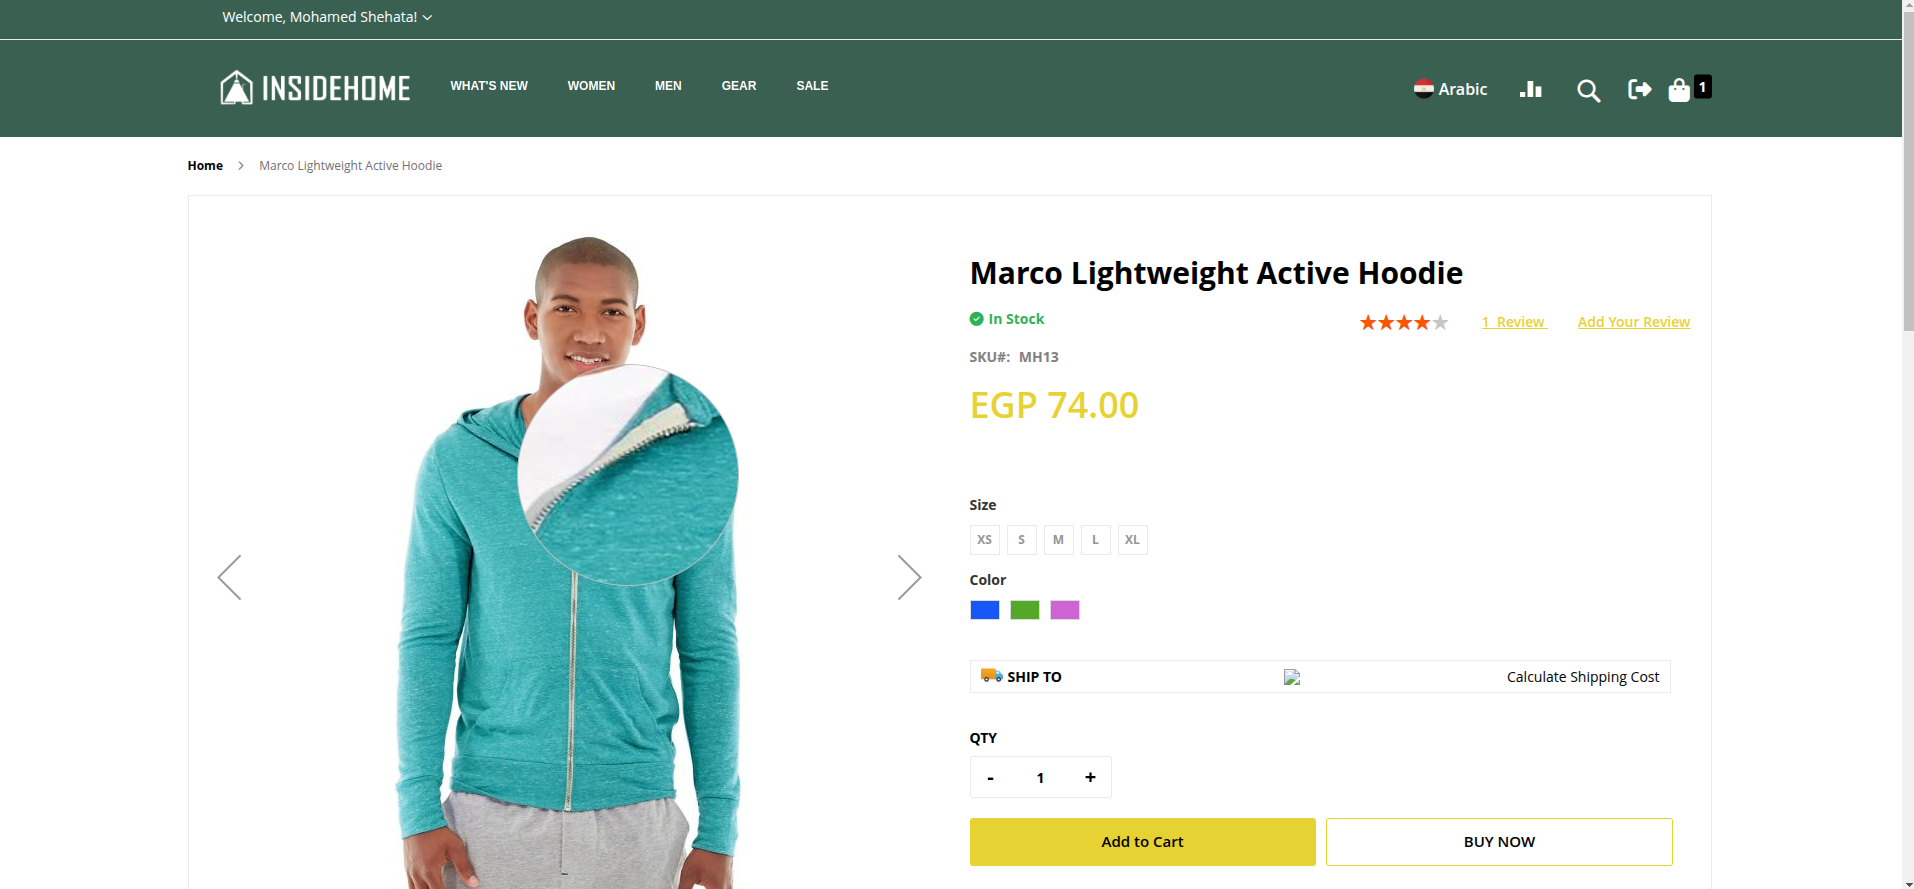 Welcome, Mohamed Shehata!
INSIDEHOME
WHAT'S NEW
WOMEN
MEN
GEAR
SALE
Arabic
1
Home
Marco Lightweight Active Hoodie
Marco Lightweight Active Hoodie
In Stock
1 Review
Add Your Review
SKU#: MH13
EGP 74.00
Size
XS
S
M
L
XL
Color
SHIP TO
Calculate Shipping Cost
QTY
- 1 +
Add to Cart
BUY NOW